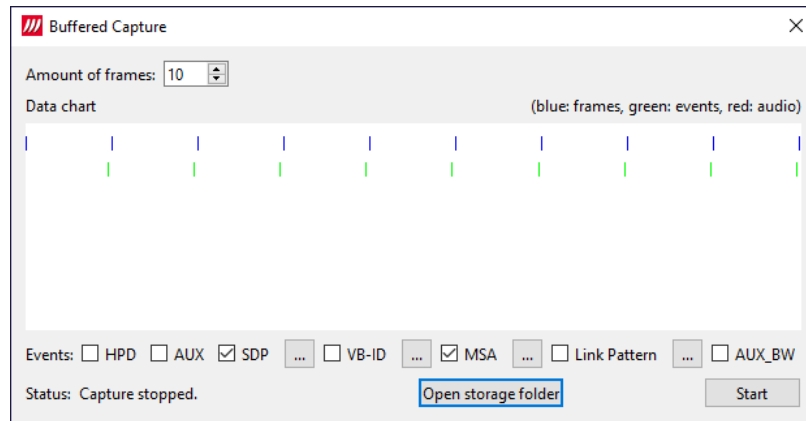 Buffered Capture
Amount of frames: 10
Data chart (blue: frames, green: events, red: audio)
Events: HPD AUX SDP ... VB-ID ... MSA ... Link Pattern ... AUX_BW
Status: Capture stopped. Open storage folder Start